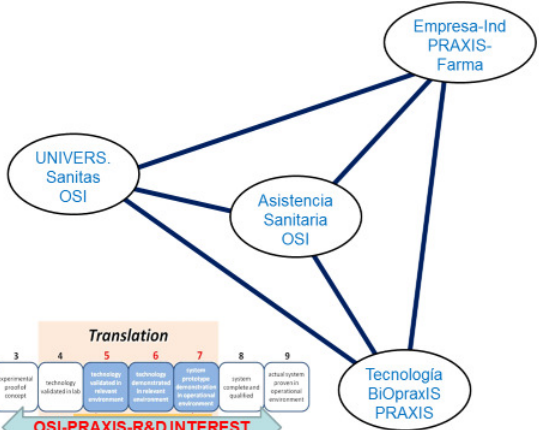 Empresa-Ind
PRAXIS-
Farma
UNIVERS.
Sanitas
OSI
Asistencia
Sanitaria
OSI
Tecnología
BiOpraxIS
PRAXIS
Translation
3 4 5 6 7 8 9
experimental
proof of
concept
technology
validated in lab
technology
validated in
relevant
environment
technology
demonstrated
in relevant
environment
system
prototype
demonstration
in operational
environment
system
complete and
qualified
actual system
proven in
operational
environment
OSI-PRAXIS-R&D INTEREST